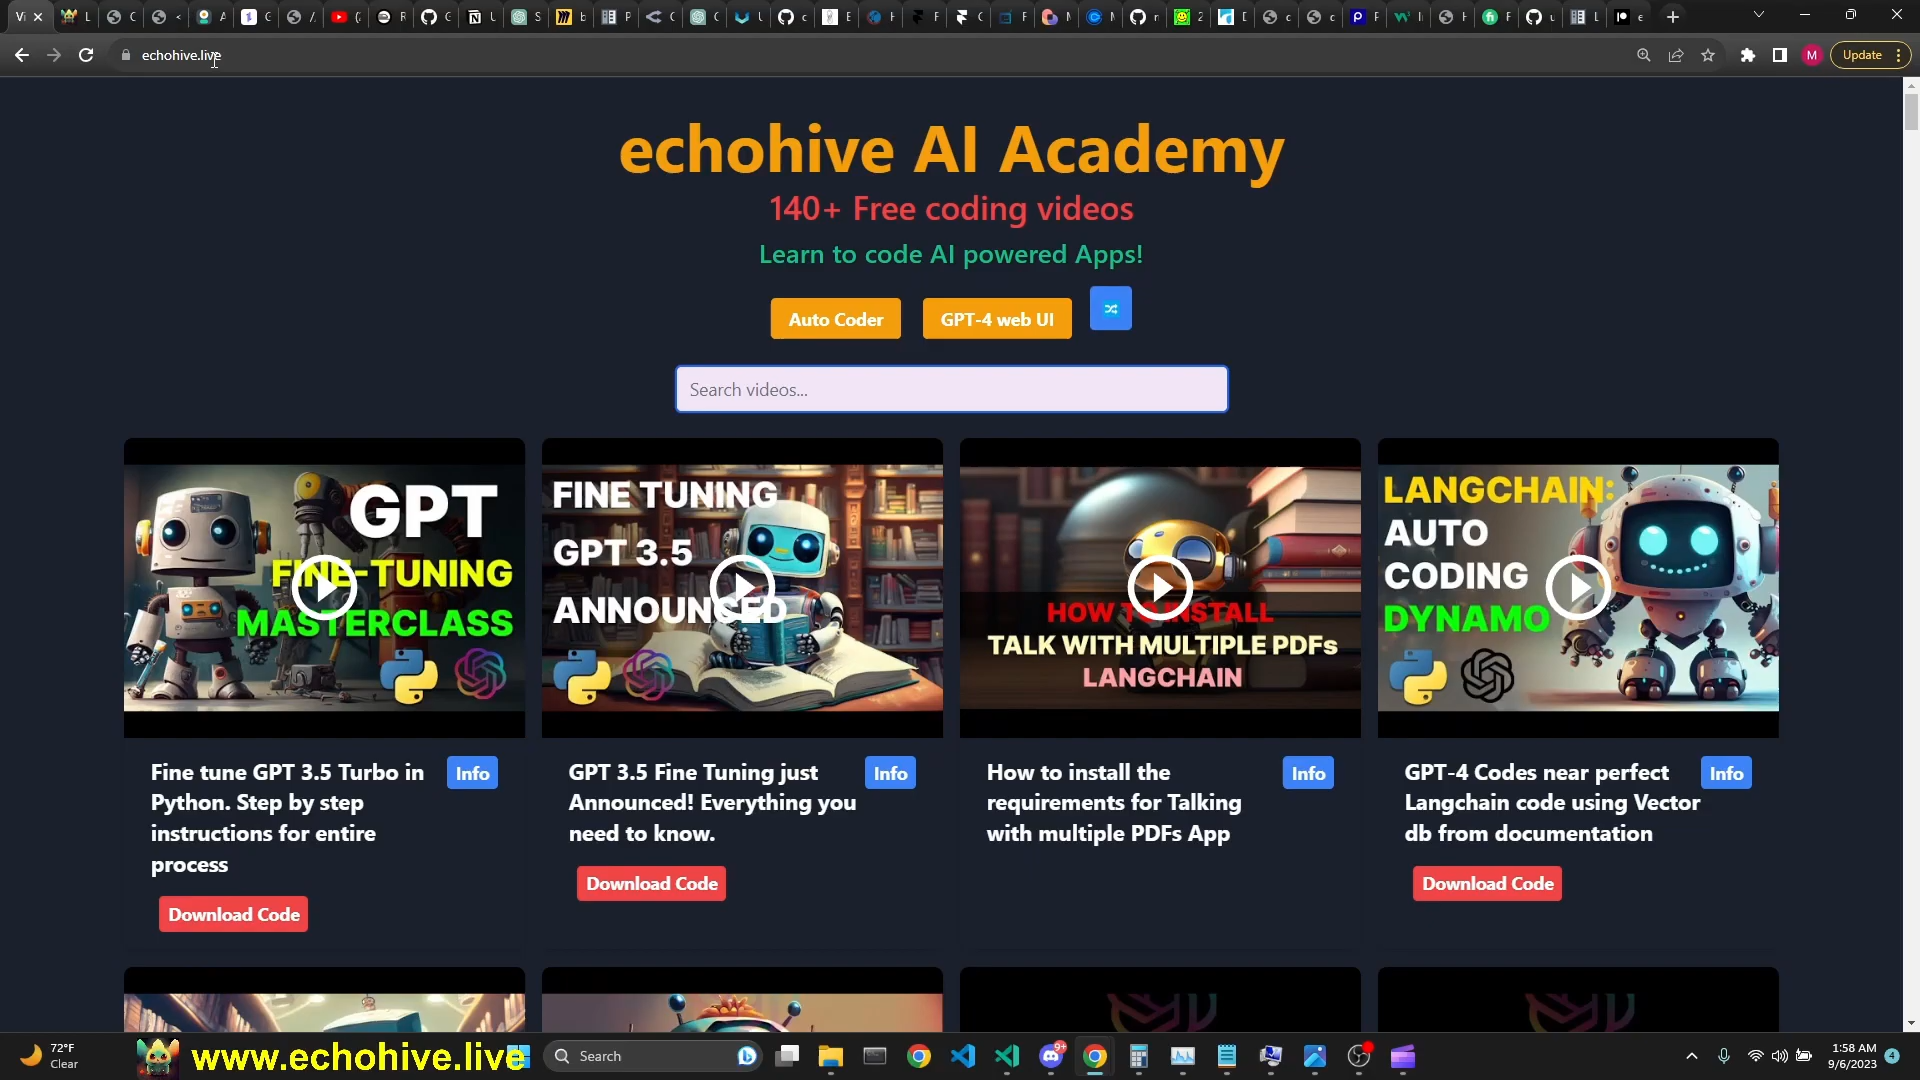 echohive.live
M
Update
echohive AI Academy
140+ Free coding videos
Learn to code AI powered Apps!
Auto Coder
GPT-4 web UI
Search videos...
GPT
FINE-TUNING
MASTERCLASS
FINE TUNING
GPT 3.5
ANNOUNCED
HOW TO INSTALL
TALK WITH MULTIPLE PDFs
LANGCHAIN
LANGCHAIN:
AUTO
CODING
DYNAMO
Fine tune GPT 3.5 Turbo in
Python. Step by step
instructions for entire
process
Info
Download Code
GPT 3.5 Fine Tuning just
Announced! Everything you
need to know.
Info
Download Code
How to install the
requirements for Talking
with multiple PDFs App
Info
GPT-4 Codes near perfect
Langchain code using Vector
db from documentation
Info
Download Code
72°F
Clear
www.echohive.live
Search
9+
1:58 AM
9/6/2023
4